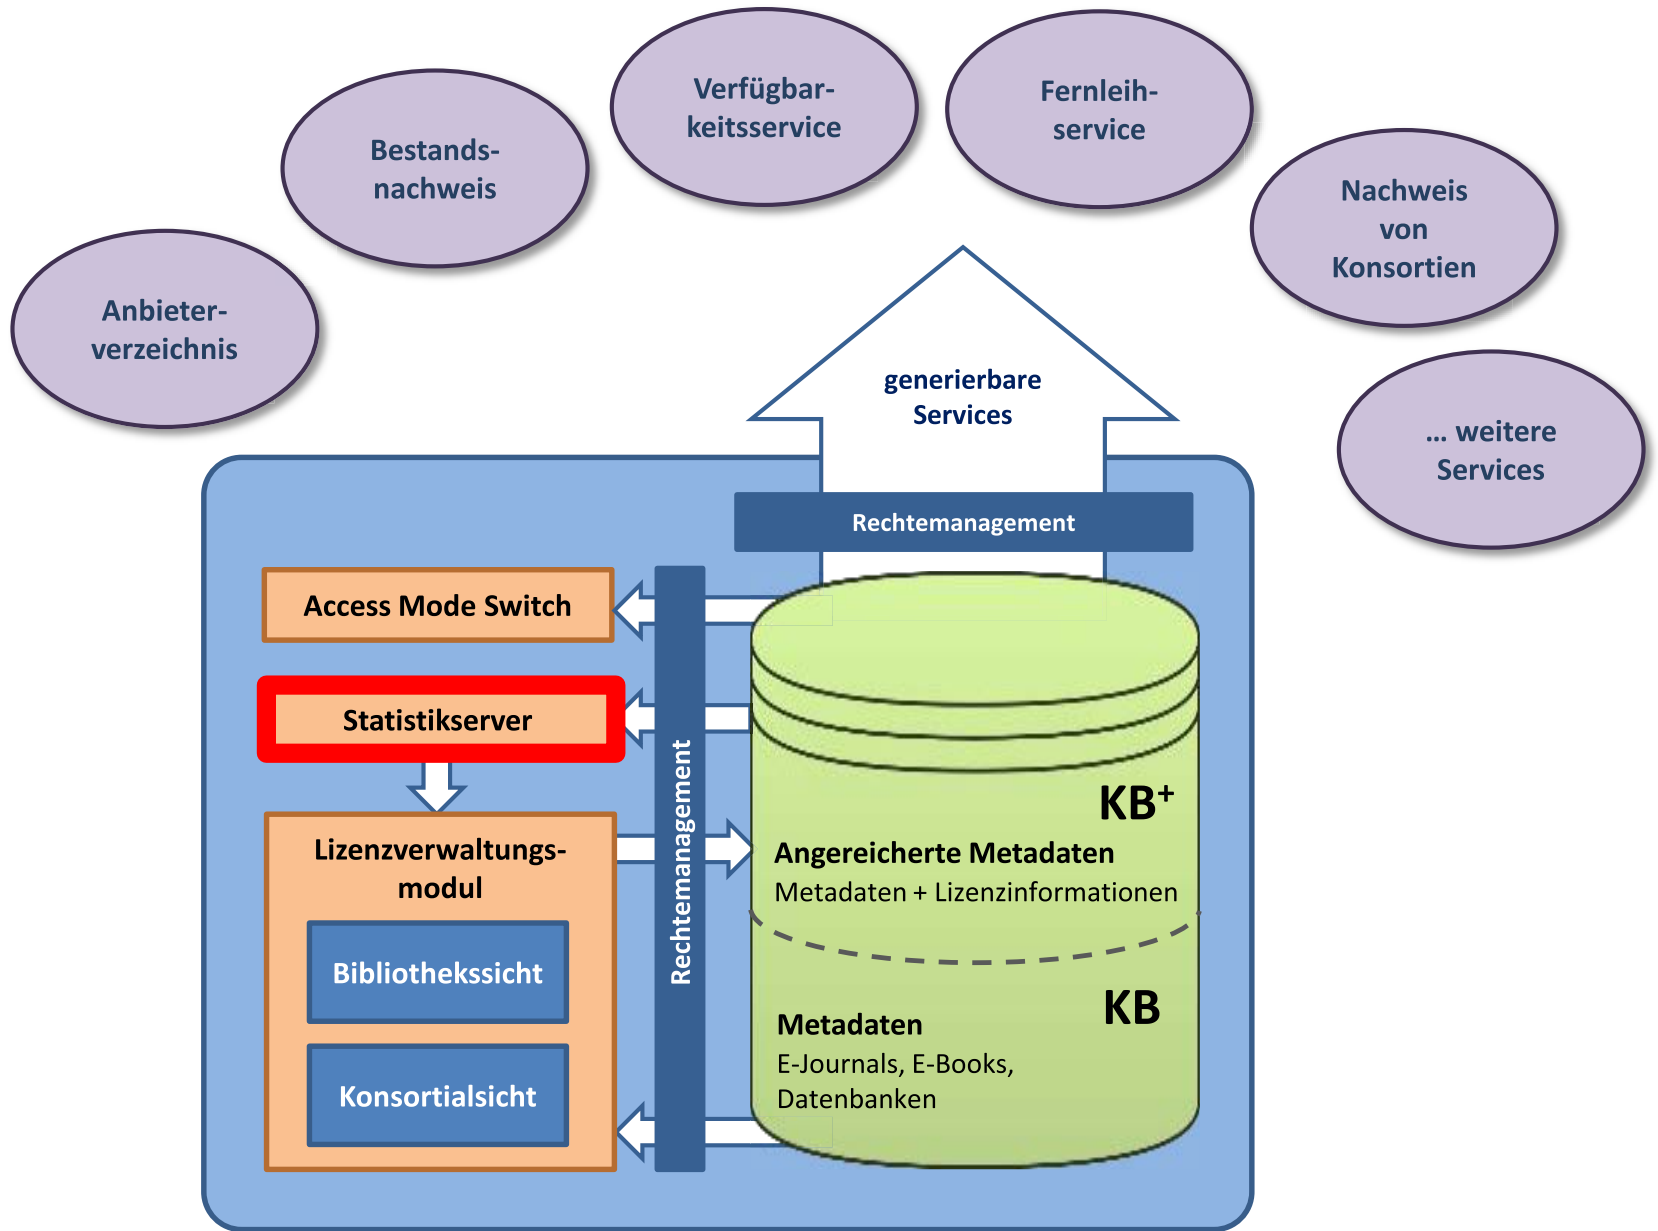 Verfügbar-
keitsservice
Fernleih-
service
Bestands-
nachweis
Nachweis
von
Konsortien
Anbieter-
verzeichnis
generierbare
Services
... weitere
Services
Rechtemanagement
Access Mode Switch
Statistikserver
Rechtemanagement
Lizenzverwaltungs-
modul
Bibliothekssicht
Konsortialsicht
KB+
Angereicherte Metadaten
Metadaten + Lizenzinformationen
KB
Metadaten
E-Journals, E-Books,
Datenbanken